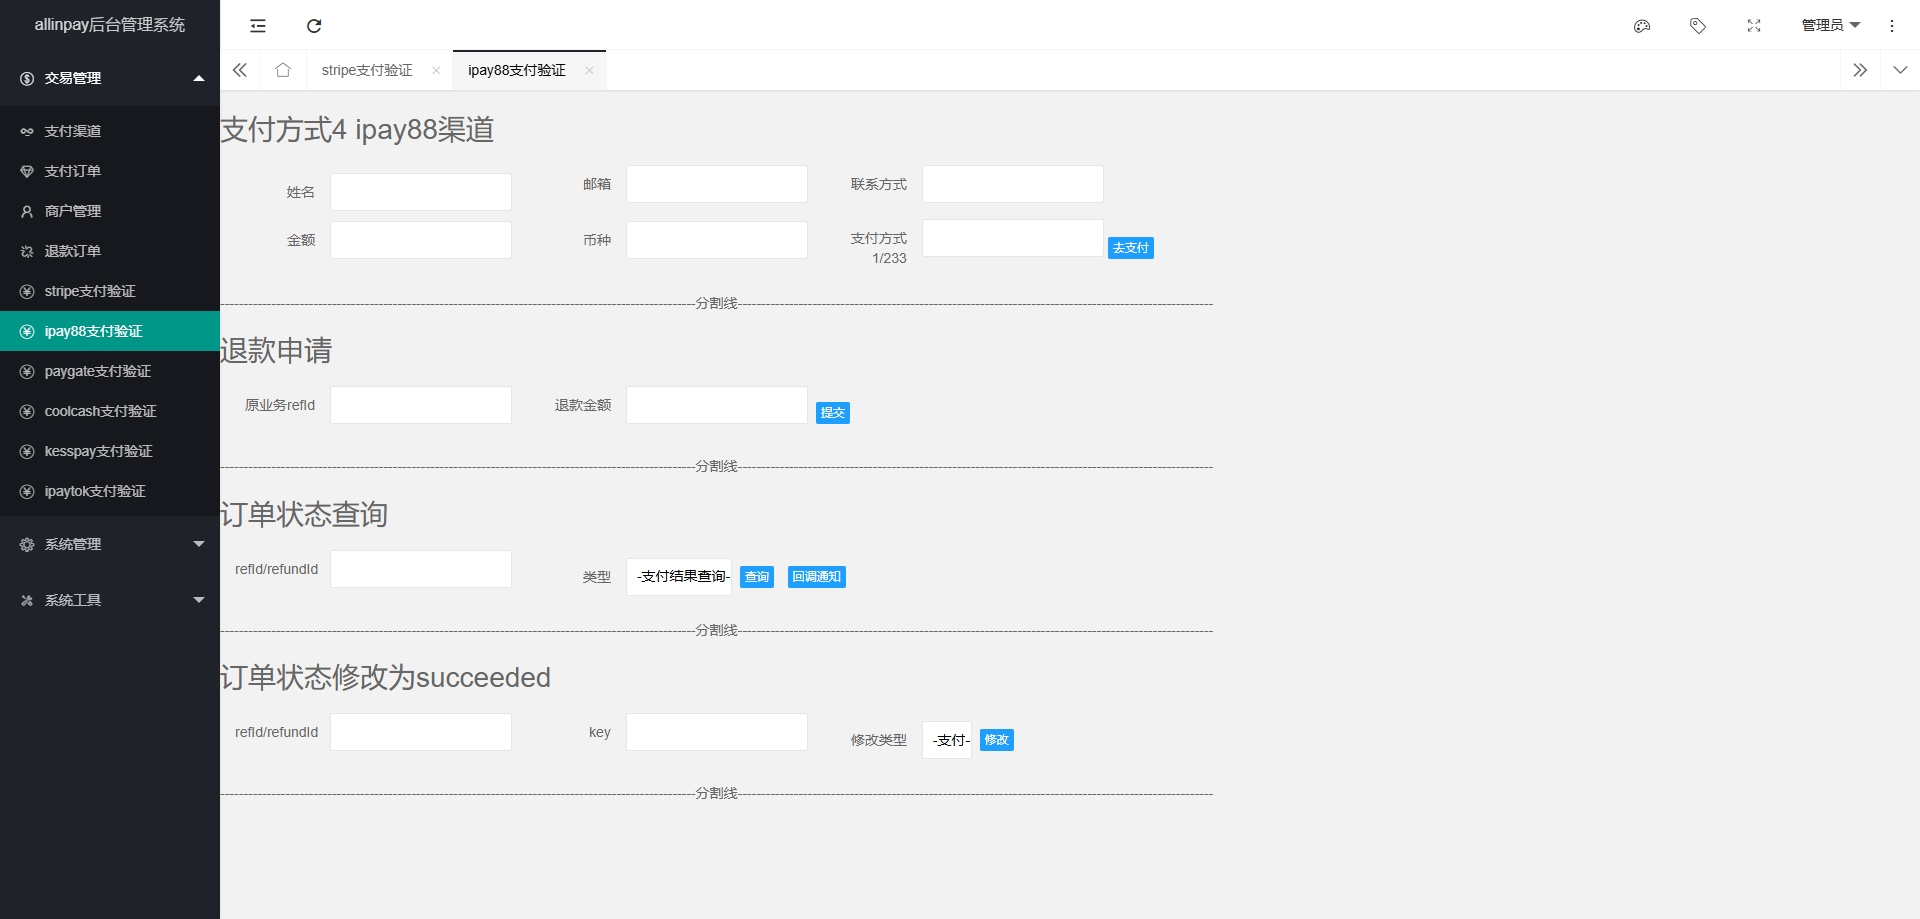 allinpay后台管理系统
管理员
交易管理
支付渠道
支付订单
商户管理
退款订单
stripe支付验证
ipay88支付验证
paygate支付验证
coolcash支付验证
kesspay支付验证
ipaytok支付验证
系统管理
系统工具
stripe支付验证
ipay88支付验证
支付方式4 ipay88渠道
姓名
邮箱
联系方式
金额
币种
支付方式
1/233
去支付
分割线
退款申请
原业务refId
退款金额
提交
分割线
订单状态查询
refId/refundId
类型
-支付结果查询-
查询
回调通知
分割线
订单状态修改为succeeded
refId/refundId
key
修改类型
-支付-
修改
分割线